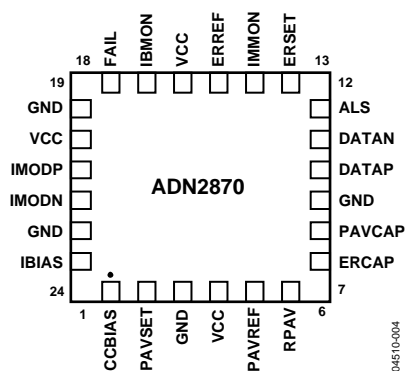 FAIL
IBMON
VCC
ERREF
IMMON
ERSET
18
13
19
12
GND
ALS
VCC
DATAN
IMODP
DATAP
ADN2870
IMODN
GND
GND
PAVCAP
IBIAS
ERCAP
24
7
1
6
CCBIAS
PAVSET
GND
VCC
PAVREF
RPAV
04510-004